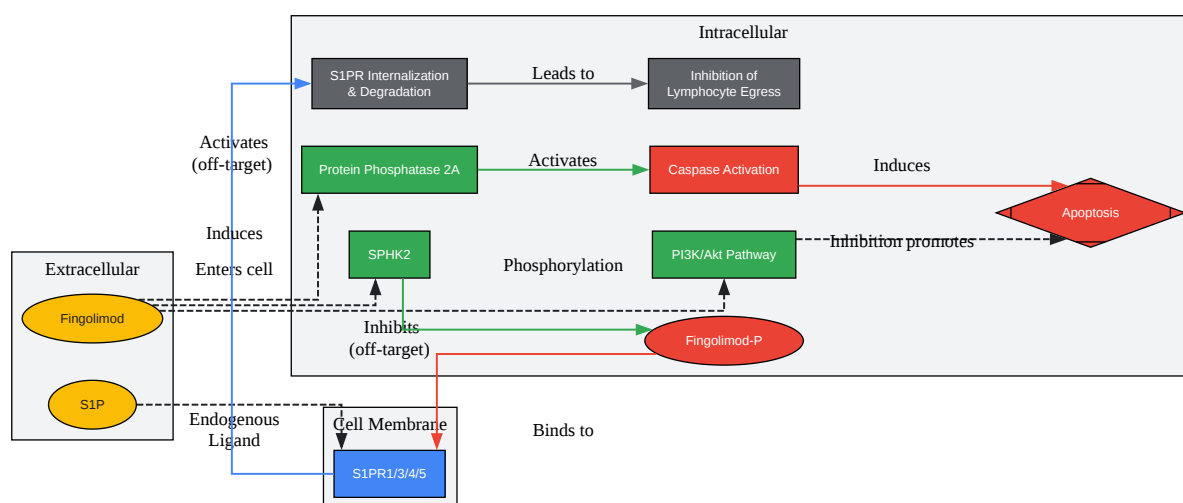 Intracellular
S1PR Internalization
& Degradation
Leads to
Inhibition of
Lymphocyte Egress
Activates
(off-target)
Protein Phosphatase 2A
Activates
Caspase Activation
Induces
Apoptosis
Induces
SPHK2
PI3K/Akt Pathway
Inhibition promotes
Extracellular
Enters cell
Phosphorylation
Fingolimod
Inhibits
(off-target)
Fingolimod-P
S1P
Endogenous
Ligand
Cell Membrane
Binds to
S1PR1/3/4/5